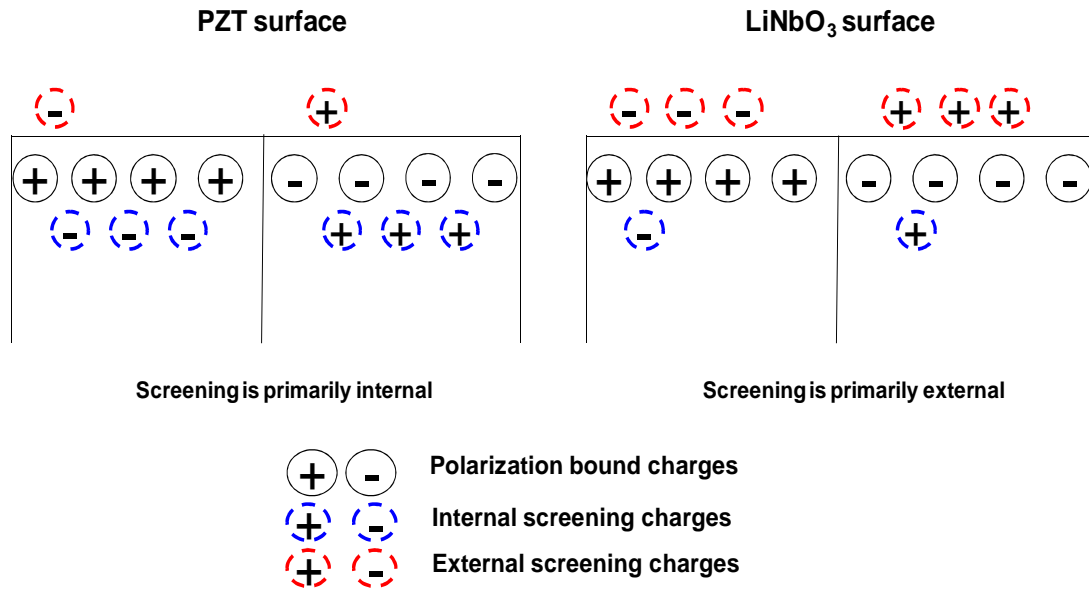 PZT surface
LiNbO₃ surface
- + - - - + + +
+ + + + - - - - + + + + - - - -
- - - + + + - +
Screening is primarily internal
Screening is primarily external
+ - Polarization bound charges
+ - Internal screening charges
+ - External screening charges